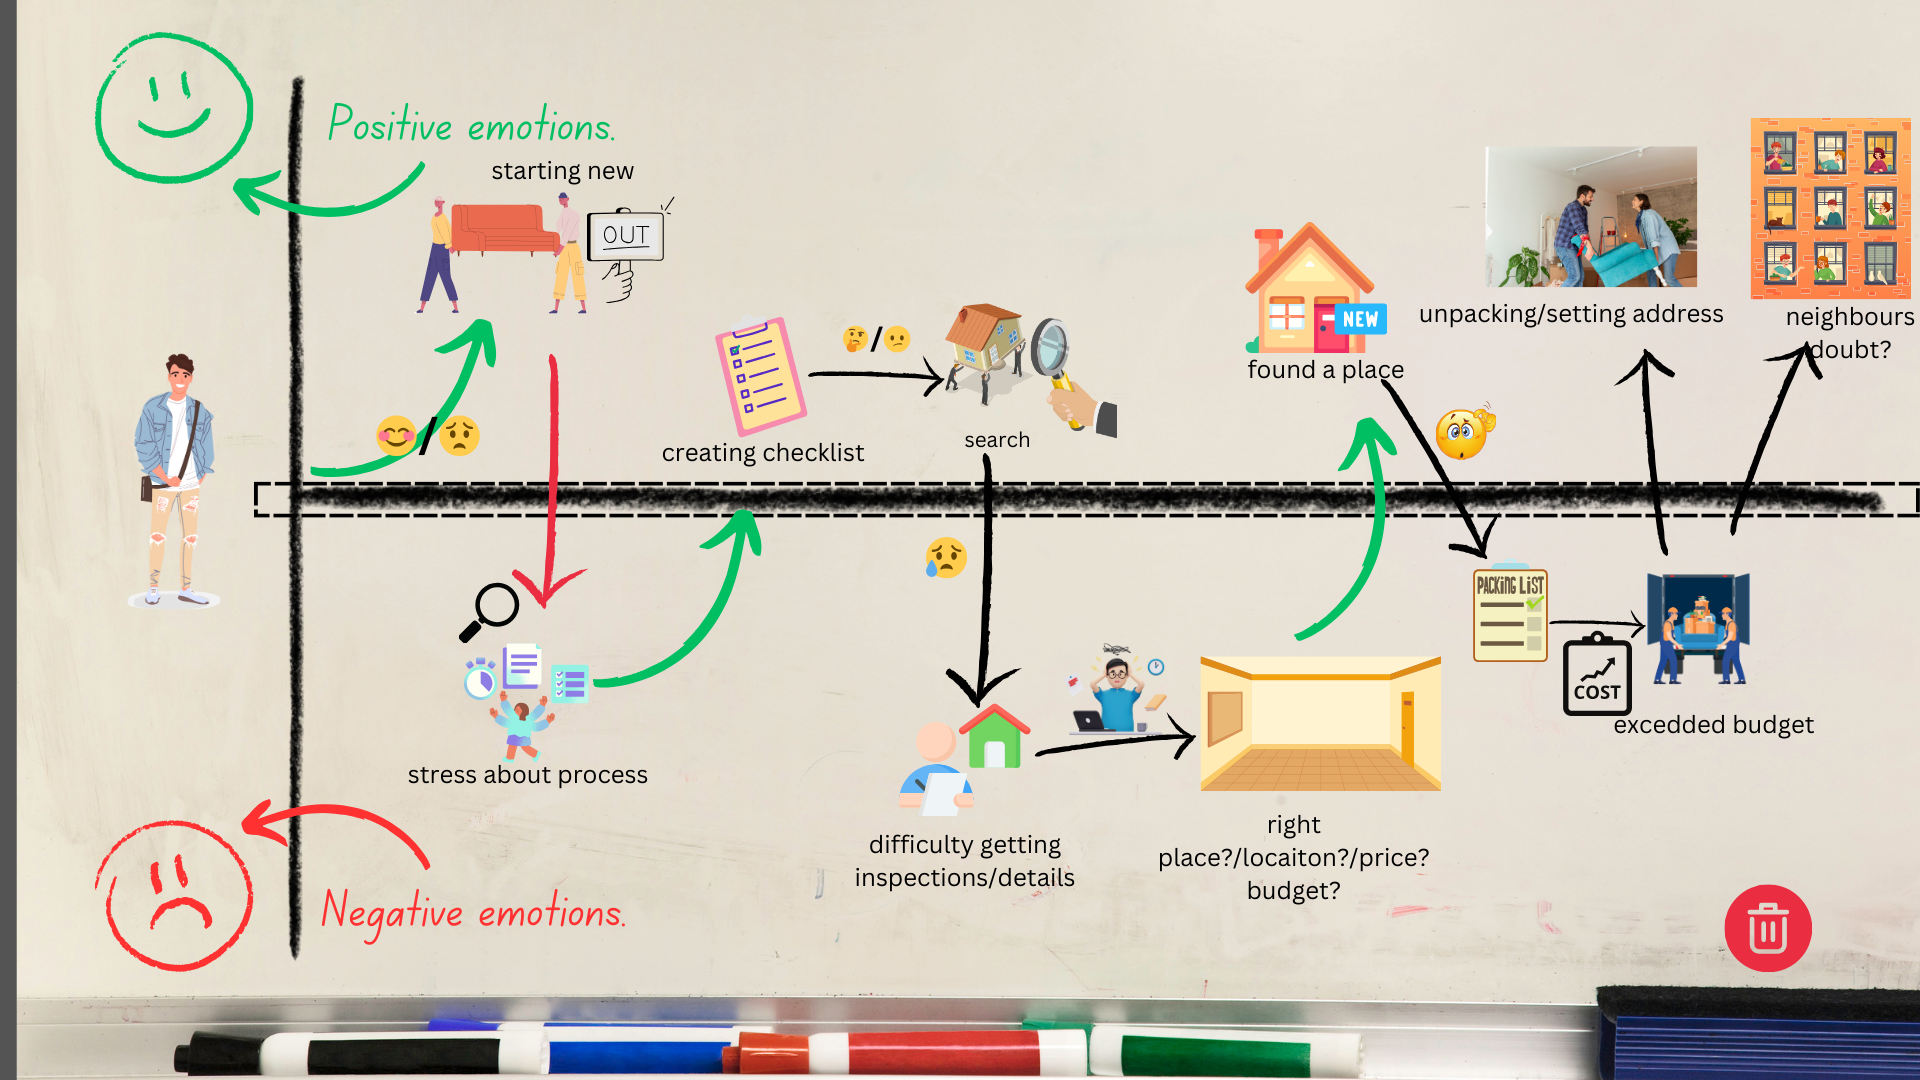 Positive emotions.
starting new
OUT
creating checklist
search
NEW
found a place
unpacking/setting address
neighbours
doubt?
stress about process
PACKING LIST
COST
excedded budget
difficulty getting
inspections/details
right
place?/locaiton?/price?
budget?
Negative emotions.